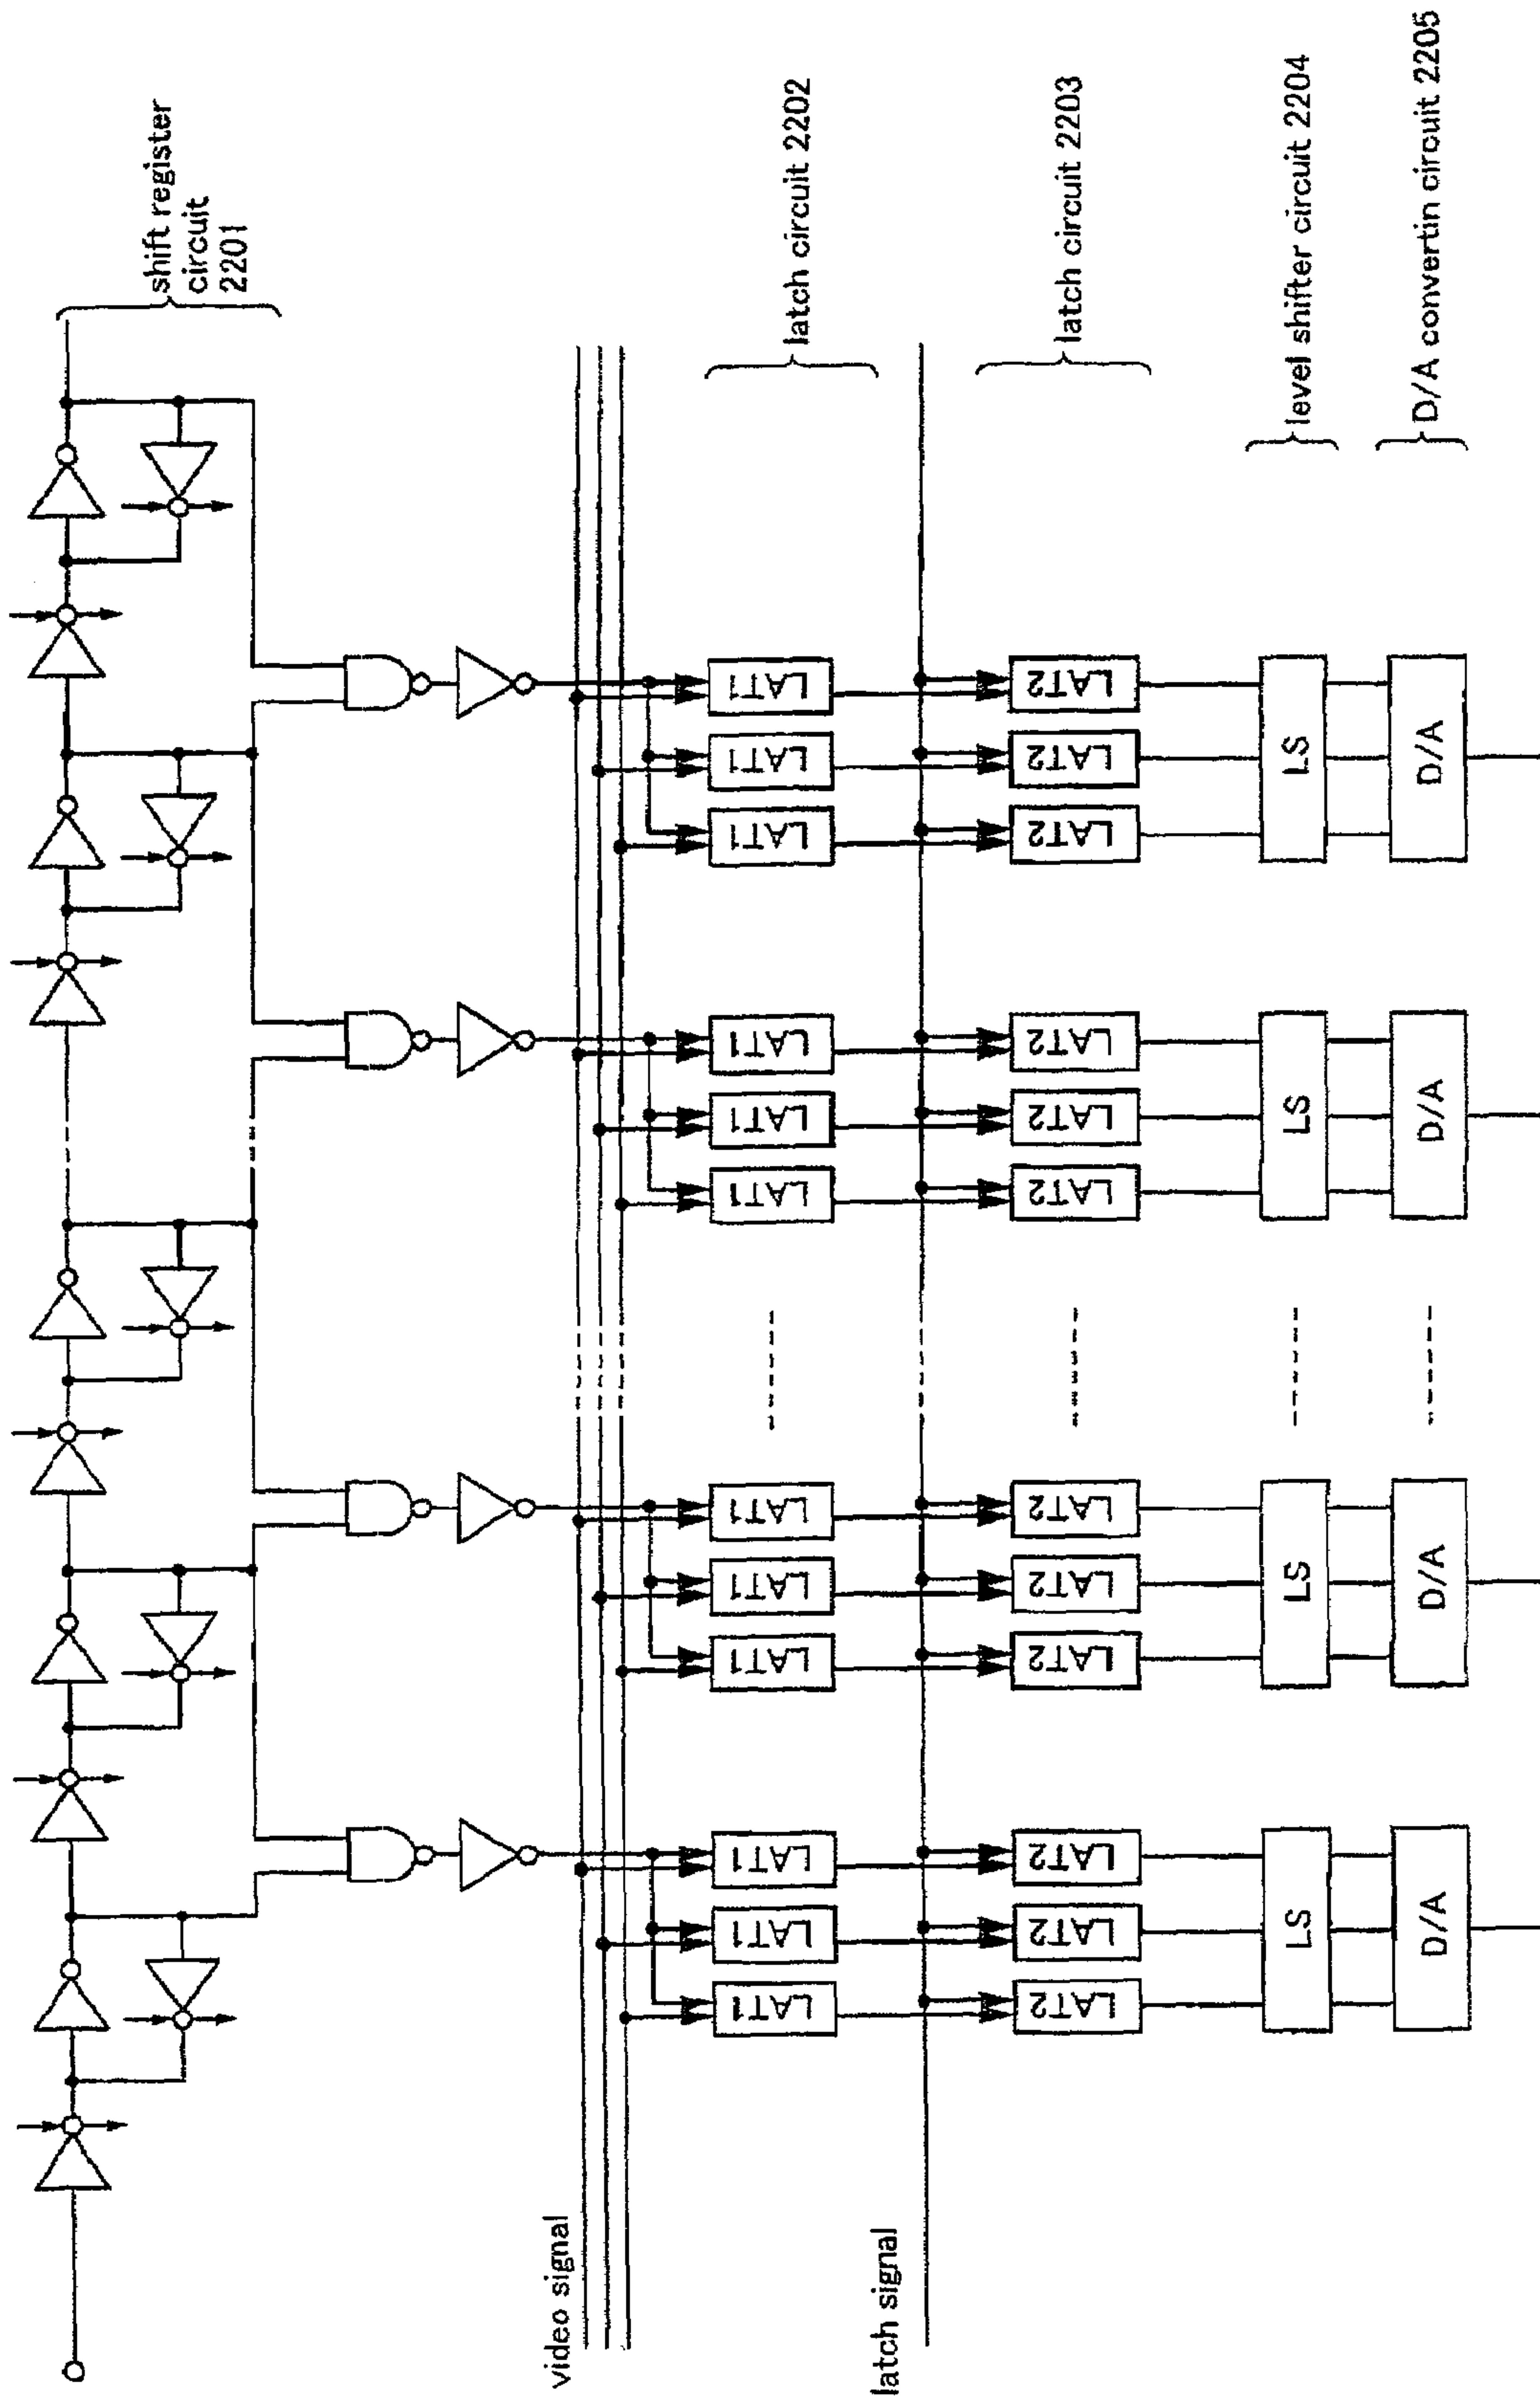 shift register
circuit
2201
video signal
LAT1 LAT1 LAT1 LAT1 LAT1 LAT1 LAT1 LAT1 LAT1 LAT1 LAT1 LAT1
latch circuit 2202
latch signal
LAT2 LAT2 LAT2 LAT2 LAT2 LAT2 LAT2 LAT2 LAT2 LAT2 LAT2 LAT2
latch circuit 2203
LS LS LS LS
level shifter circuit 2204
D/A D/A D/A D/A
D/A convertin circuit 2205